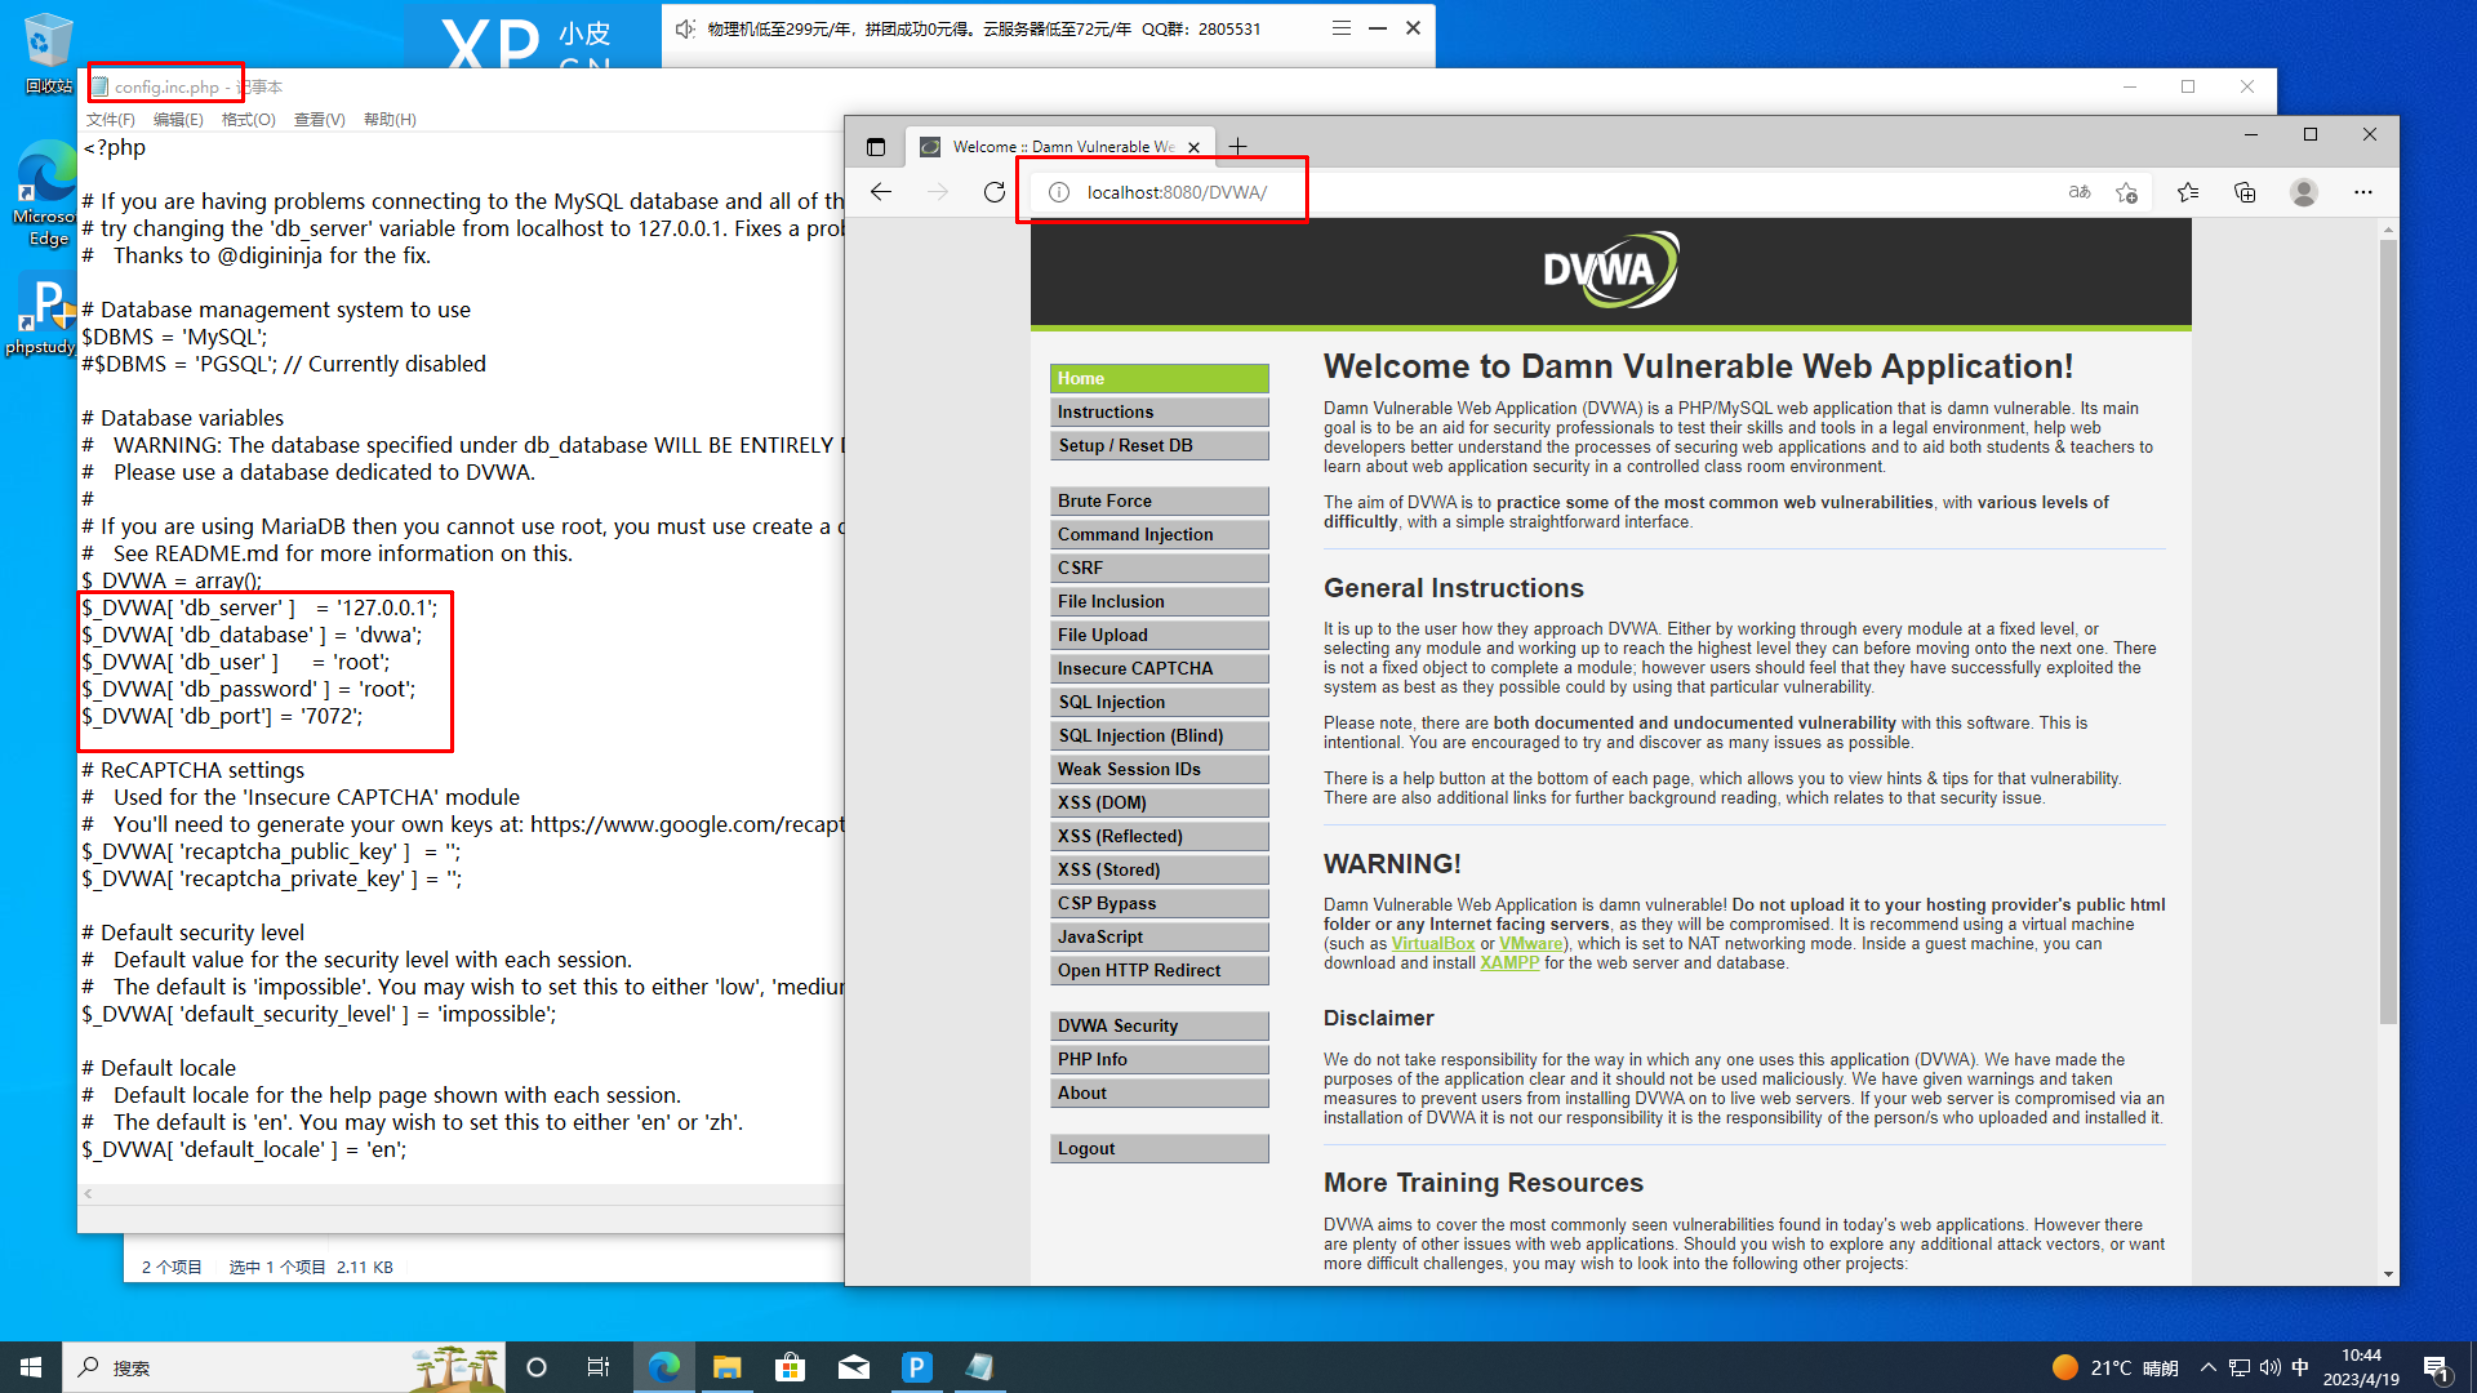 回收站
XP 小皮
物理机低至299元/年，拼团成功0元得。云服务器低至72元/年 QQ群：2805531
config.inc.php - 记事本
文件(F) 编辑(E) 格式(O) 查看(V) 帮助(H)
Microso
Edge
phpstudy
<?php
# If you are having problems connecting to the MySQL database and all of th
# try changing the 'db_server' variable from localhost to 127.0.0.1. Fixes a prob
#   Thanks to @digininja for the fix.
# Database management system to use
$DBMS = 'MySQL';
#$DBMS = 'PGSQL'; // Currently disabled
# Database variables
#   WARNING: The database specified under db_database WILL BE ENTIRELY
#   Please use a database dedicated to DVWA.
#
# If you are using MariaDB then you cannot use root, you must use create a
#   See README.md for more information on this.
$_DVWA = array();
$_DVWA[ 'db_server' ]   = '127.0.0.1';
$_DVWA[ 'db_database' ] = 'dvwa';
$_DVWA[ 'db_user' ]     = 'root';
$_DVWA[ 'db_password' ] = 'root';
$_DVWA[ 'db_port'] = '7072';
# ReCAPTCHA settings
#   Used for the 'Insecure CAPTCHA' module
#   You'll need to generate your own keys at: https://www.google.com/recapt
$_DVWA[ 'recaptcha_public_key' ]  = '';
$_DVWA[ 'recaptcha_private_key' ] = '';
# Default security level
#   Default value for the security level with each session.
#   The default is 'impossible'. You may wish to set this to either 'low', 'mediu
$_DVWA[ 'default_security_level' ] = 'impossible';
# Default locale
#   Default locale for the help page shown with each session.
#   The default is 'en'. You may wish to set this to either 'en' or 'zh'.
$_DVWA[ 'default_locale' ] = 'en';
2 个项目 选中 1 个项目 2.11 KB
Welcome :: Damn Vulnerable We
localhost:8080/DVWA/
DVWA
Home
Instructions
Setup / Reset DB
Brute Force
Command Injection
CSRF
File Inclusion
File Upload
Insecure CAPTCHA
SQL Injection
SQL Injection (Blind)
Weak Session IDs
XSS (DOM)
XSS (Reflected)
XSS (Stored)
CSP Bypass
JavaScript
Open HTTP Redirect
DVWA Security
PHP Info
About
Logout
Welcome to Damn Vulnerable Web Application!
Damn Vulnerable Web Application (DVWA) is a PHP/MySQL web application that is damn vulnerable. Its main
goal is to be an aid for security professionals to test their skills and tools in a legal environment, help web
developers better understand the processes of securing web applications and to aid both students & teachers to
learn about web application security in a controlled class room environment.
The aim of DVWA is to practice some of the most common web vulnerabilities, with various levels of
difficultly, with a simple straightforward interface.
General Instructions
It is up to the user how they approach DVWA. Either by working through every module at a fixed level, or
selecting any module and working up to reach the highest level they can before moving onto the next one. There
is not a fixed object to complete a module; however users should feel that they have successfully exploited the
system as best as they possible could by using that particular vulnerability.
Please note, there are both documented and undocumented vulnerability with this software. This is
intentional. You are encouraged to try and discover as many issues as possible.
There is a help button at the bottom of each page, which allows you to view hints & tips for that vulnerability.
There are also additional links for further background reading, which relates to that security issue.
WARNING!
Damn Vulnerable Web Application is damn vulnerable! Do not upload it to your hosting provider's public html
folder or any Internet facing servers, as they will be compromised. It is recommend using a virtual machine
(such as VirtualBox or VMware), which is set to NAT networking mode. Inside a guest machine, you can
download and install XAMPP for the web server and database.
Disclaimer
We do not take responsibility for the way in which any one uses this application (DVWA). We have made the
purposes of the application clear and it should not be used maliciously. We have given warnings and taken
measures to prevent users from installing DVWA on to live web servers. If your web server is compromised via an
installation of DVWA it is not our responsibility it is the responsibility of the person/s who uploaded and installed it.
More Training Resources
DVWA aims to cover the most commonly seen vulnerabilities found in today's web applications. However there
are plenty of other issues with web applications. Should you wish to explore any additional attack vectors, or want
more difficult challenges, you may wish to look into the following other projects:
搜索
21°C 晴朗
中
10:44
2023/4/19
1